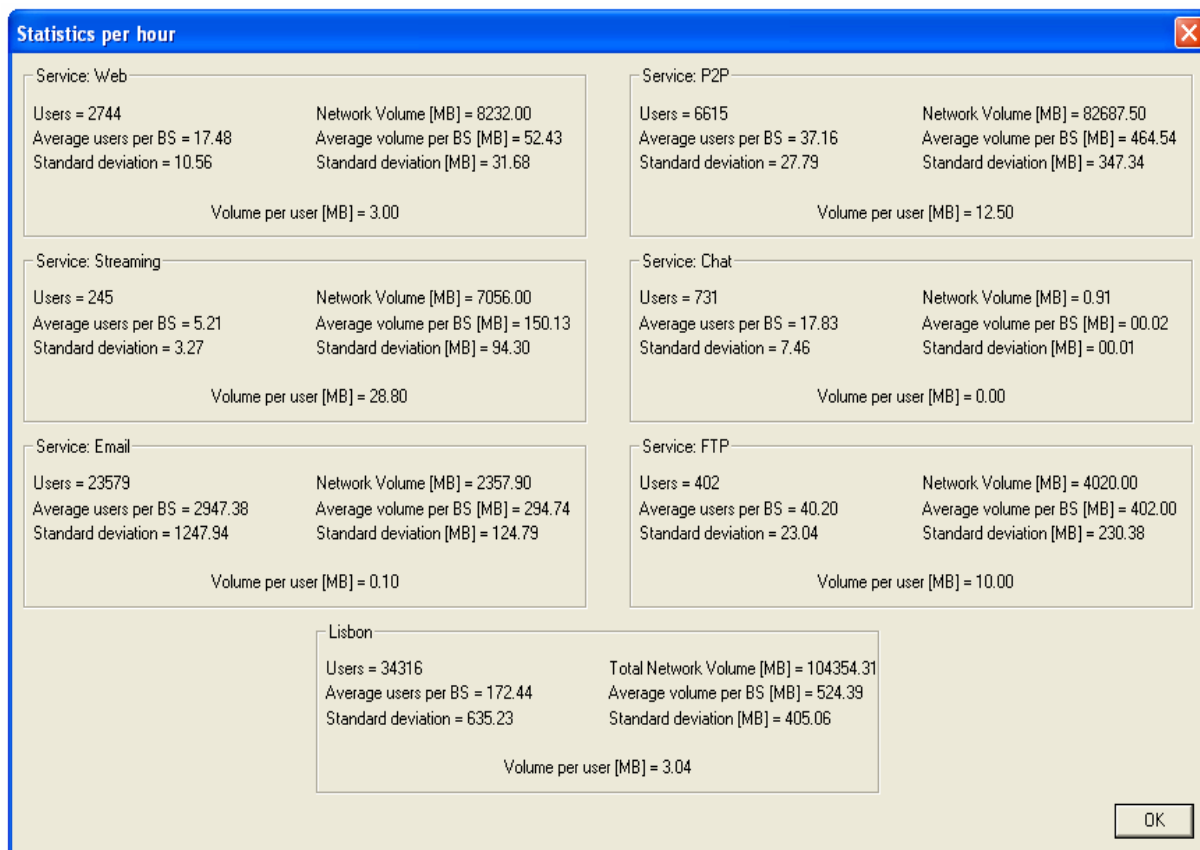 Statistics per hour
Service: Web
Users = 2744
Network Volume [MB] = 8232.00
Average users per BS = 17.48
Average volume per BS [MB] = 52.43
Standard deviation = 10.56
Standard deviation [MB] = 31.68
Volume per user [MB] = 3.00
Service: P2P
Users = 6615
Network Volume [MB] = 82687.50
Average users per BS = 37.16
Average volume per BS [MB] = 464.54
Standard deviation = 27.79
Standard deviation [MB] = 347.34
Volume per user [MB] = 12.50
Service: Streaming
Users = 245
Network Volume [MB] = 7056.00
Average users per BS = 5.21
Average volume per BS [MB] = 150.13
Standard deviation = 3.27
Standard deviation [MB] = 94.30
Volume per user [MB] = 28.80
Service: Chat
Users = 731
Network Volume [MB] = 0.91
Average users per BS = 17.83
Average volume per BS [MB] = 00.02
Standard deviation = 7.46
Standard deviation [MB] = 00.01
Volume per user [MB] = 0.00
Service: Email
Users = 23579
Network Volume [MB] = 2357.90
Average users per BS = 2947.38
Average volume per BS [MB] = 294.74
Standard deviation = 1247.94
Standard deviation [MB] = 124.79
Volume per user [MB] = 0.10
Service: FTP
Users = 402
Network Volume [MB] = 4020.00
Average users per BS = 40.20
Average volume per BS [MB] = 402.00
Standard deviation = 23.04
Standard deviation [MB] = 230.38
Volume per user [MB] = 10.00
Lisbon
Users = 34316
Total Network Volume [MB] = 104354.31
Average users per BS = 172.44
Average volume per BS [MB] = 524.39
Standard deviation = 635.23
Standard deviation [MB] = 405.06
Volume per user [MB] = 3.04
OK